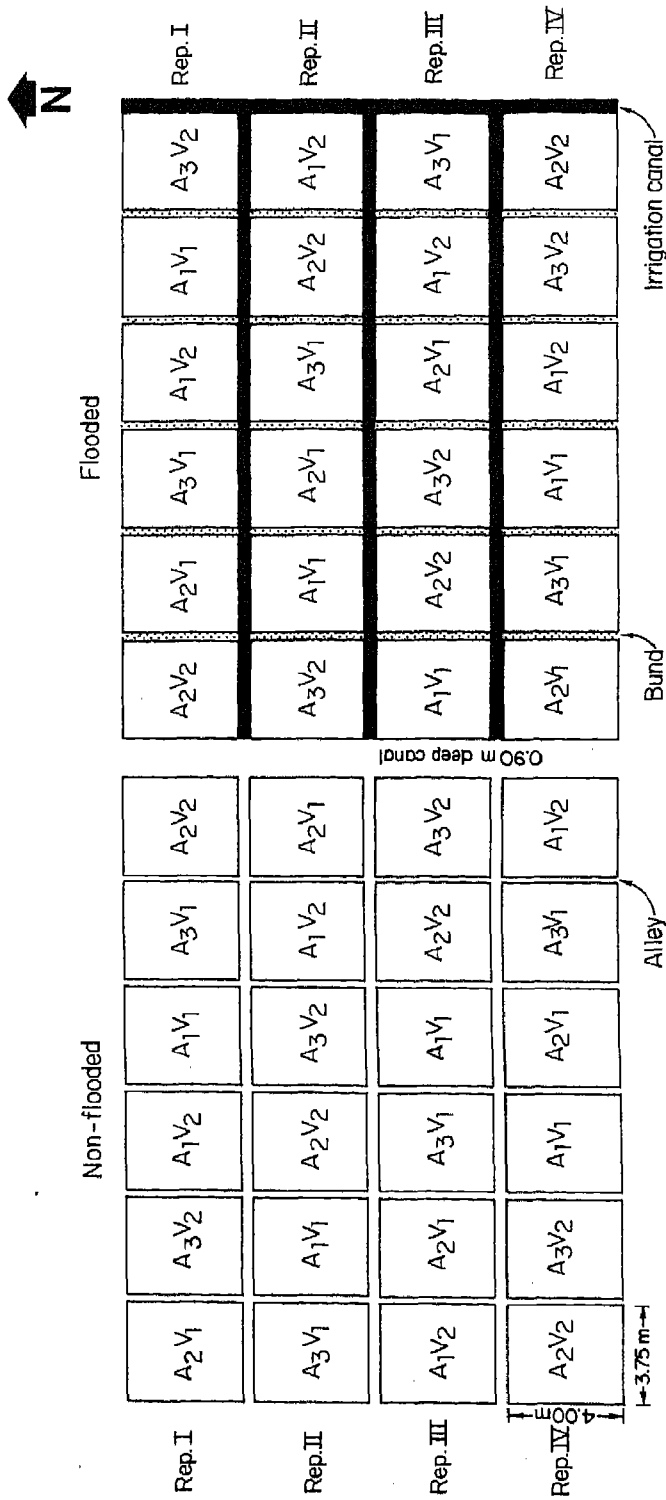 N
Non-flooded Flooded
Rep. I A₂V₁ A₃V₂ A₁V₂ A₁V₁ A₃V₁ A₂V₂ A₂V₂ A₂V₁ A₃V₁ A₁V₂ A₁V₁ A₃V₂ Rep. I
Rep. II A₃V₁ A₁V₁ A₂V₂ A₃V₂ A₁V₂ A₂V₁ A₃V₂ A₁V₁ A₂V₁ A₃V₁ A₂V₂ A₁V₂ Rep. II
Rep. III A₁V₂ A₂V₁ A₃V₁ A₁V₁ A₂V₂ A₃V₂ A₁V₁ A₂V₂ A₃V₂ A₂V₁ A₁V₂ A₃V₁ Rep. III
0.90 m deep canal
Rep. IV A₂V₂ A₃V₂ A₁V₁ A₂V₁ A₃V₁ A₁V₂ A₂V₁ A₃V₁ A₁V₁ A₁V₂ A₃V₂ A₂V₂ Rep. IV
4.00m
3.75 m
Alley
Bund
Irrigation canal